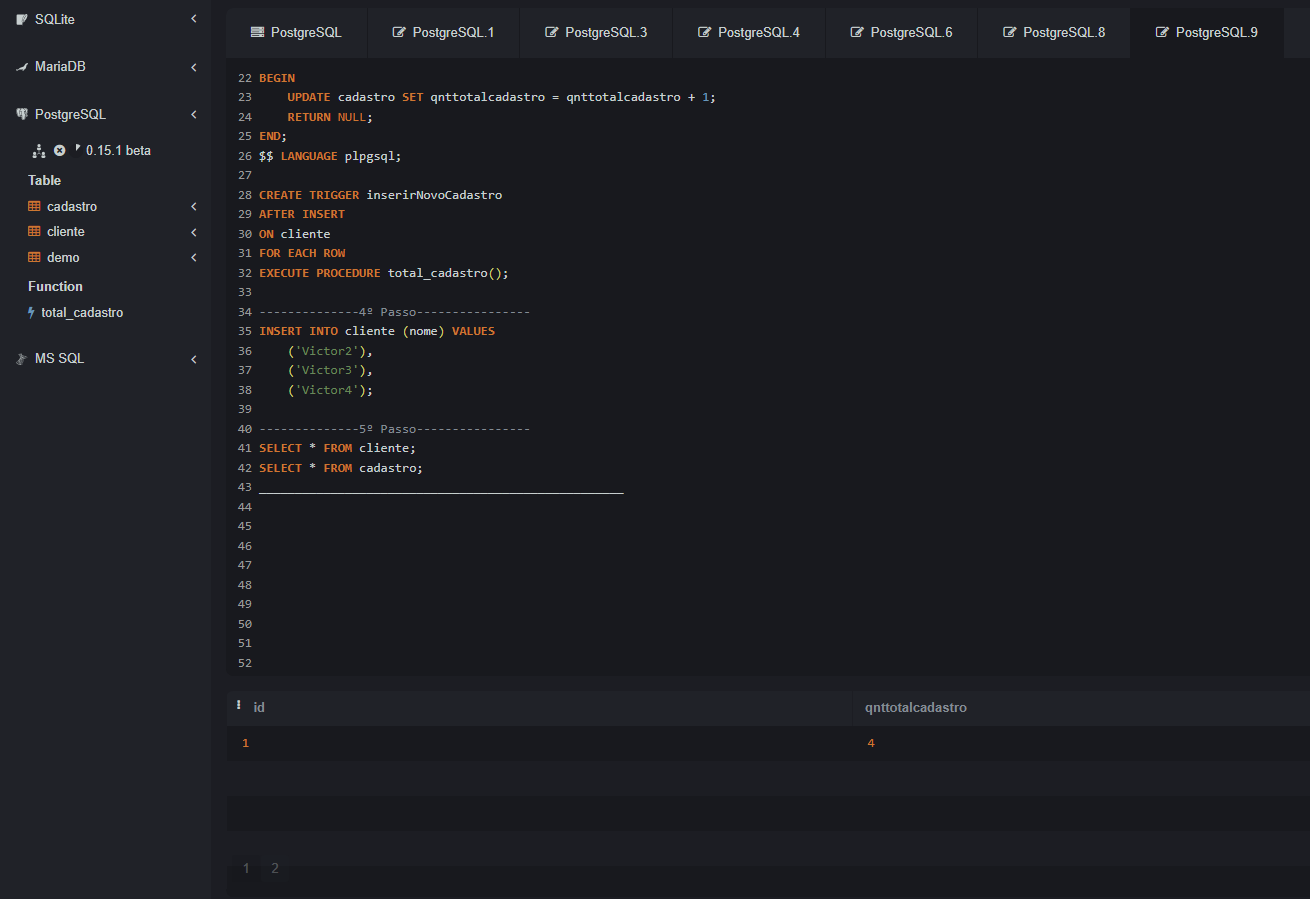 SQLite
MariaDB
PostgreSQL
0.15.1 beta
Table
cadastro
cliente
demo
Function
total_cadastro
MS SQL
PostgreSQL PostgreSQL.1 PostgreSQL.3 PostgreSQL.4 PostgreSQL.6 PostgreSQL.8 PostgreSQL.9
22 BEGIN
23     UPDATE cadastro SET qnttotalcadastro = qnttotalcadastro + 1;
24     RETURN NULL;
25 END;
26 $$ LANGUAGE plpgsql;
27
28 CREATE TRIGGER inserirNovoCadastro
29 AFTER INSERT
30 ON cliente
31 FOR EACH ROW
32 EXECUTE PROCEDURE total_cadastro();
33
34 --------------4º Passo----------------
35 INSERT INTO cliente (nome) VALUES
36     ('Victor2'),
37     ('Victor3'),
38     ('Victor4');
39
40 --------------5º Passo----------------
41 SELECT * FROM cliente;
42 SELECT * FROM cadastro;
43 ___________________________________________________
44
45
46
47
48
49
50
51
52
id qnttotalcadastro
1 4
1 2